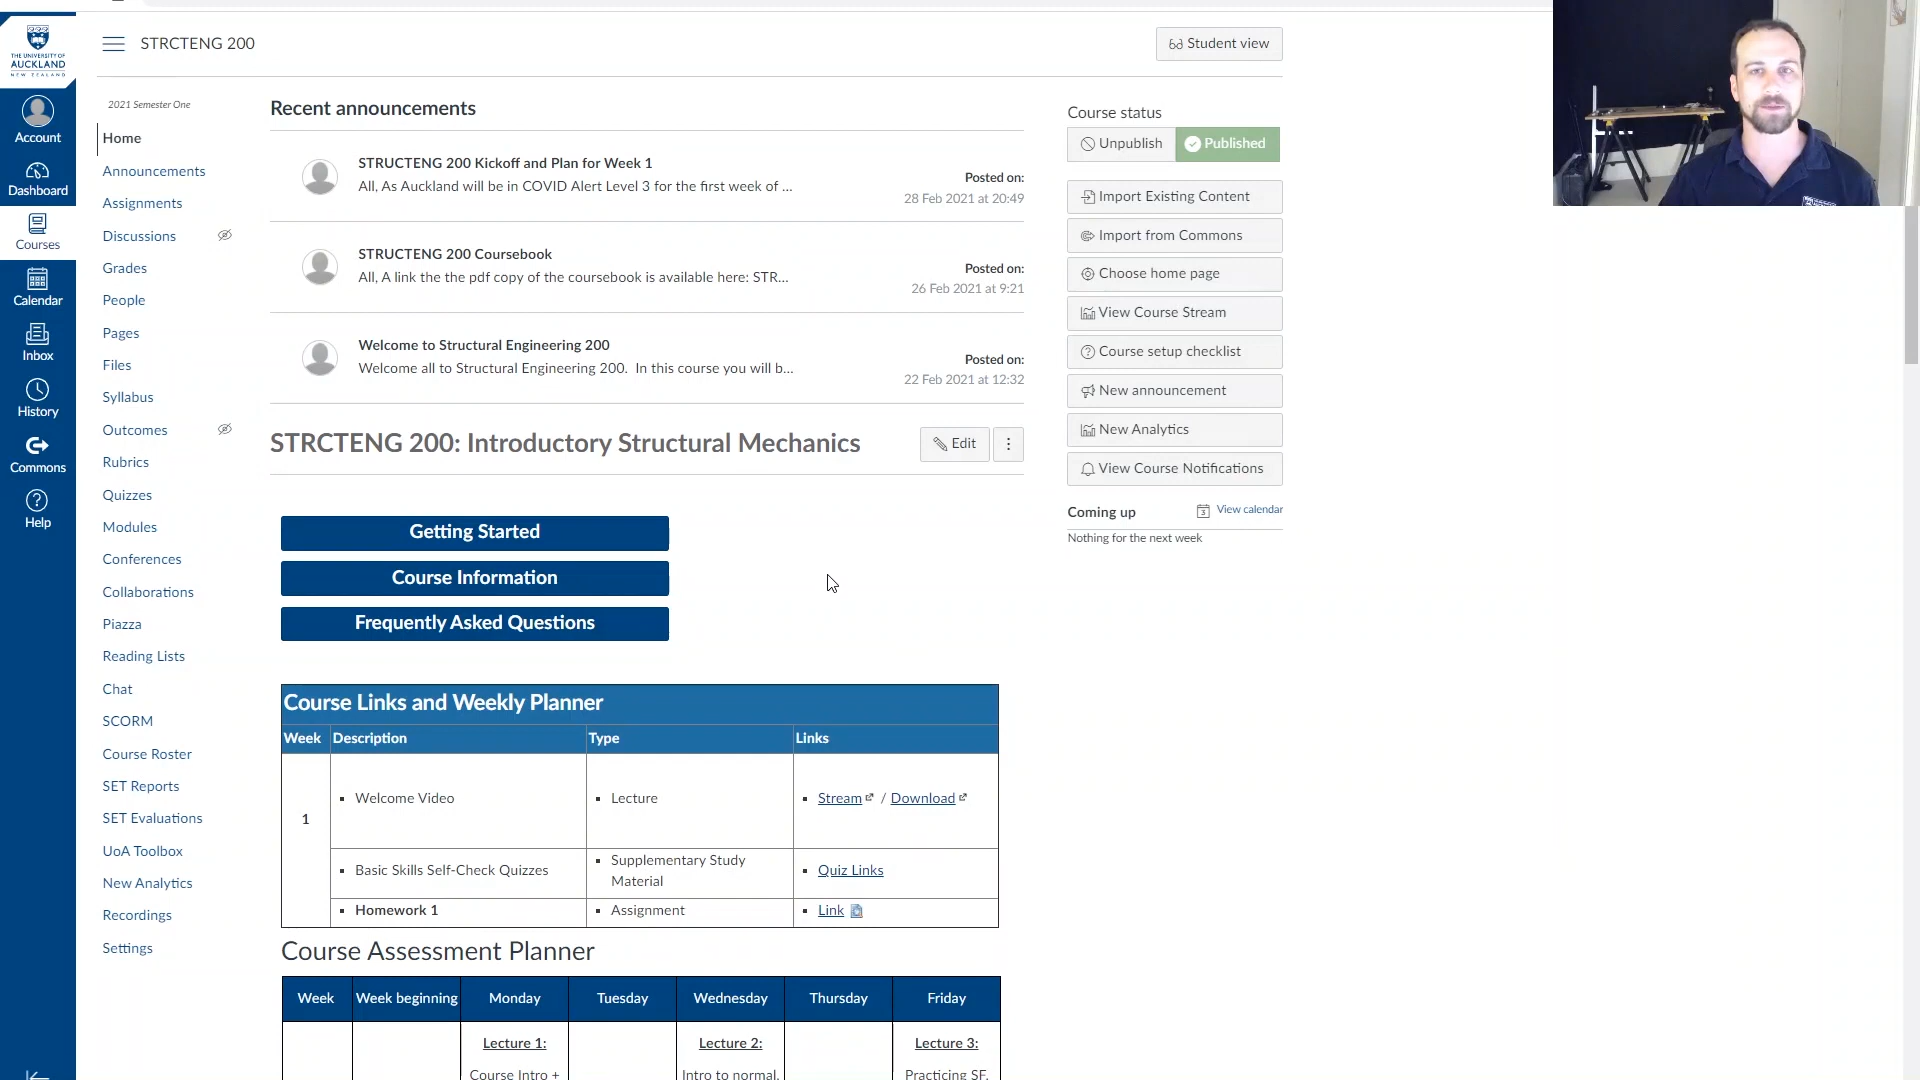 THE UNIVERSITY OF
AUCKLAND
NEW ZEALAND
Account
Dashboard
Courses
Calendar
Inbox
History
Commons
Help
STRCTENG 200
Student view
2021 Semester One
Home
Announcements
Assignments
Discussions
Grades
People
Pages
Files
Syllabus
Outcomes
Rubrics
Quizzes
Modules
Conferences
Collaborations
Piazza
Reading Lists
Chat
SCORM
Course Roster
SET Reports
SET Evaluations
UoA Toolbox
New Analytics
Recordings
Settings
Recent announcements
STRUCTENG 200 Kickoff and Plan for Week 1
All, As Auckland will be in COVID Alert Level 3 for the first week of ...
Posted on:
28 Feb 2021 at 20:49
STRUCTENG 200 Coursebook
All, A link the the pdf copy of the coursebook is available here: STR...
Posted on:
26 Feb 2021 at 9:21
Welcome to Structural Engineering 200
Welcome all to Structural Engineering 200. In this course you will b...
Posted on:
22 Feb 2021 at 12:32
STRCTENG 200: Introductory Structural Mechanics
Edit
Getting Started
Course Information
Frequently Asked Questions
Course Links and Weekly Planner
Week Description Type Links
1
Welcome Video Lecture Stream / Download
Basic Skills Self-Check Quizzes
Supplementary Study
Material
Quiz Links
Homework 1 Assignment Link
Course Assessment Planner
Week Week beginning Monday Tuesday Wednesday Thursday Friday
Lecture 1: Lecture 2: Lecture 3:
Course Intro + Intro to normal, Practicing SF,
Course status
Unpublish Published
Import Existing Content
Import from Commons
Choose home page
View Course Stream
Course setup checklist
New announcement
New Analytics
View Course Notifications
Coming up
View calendar
Nothing for the next week